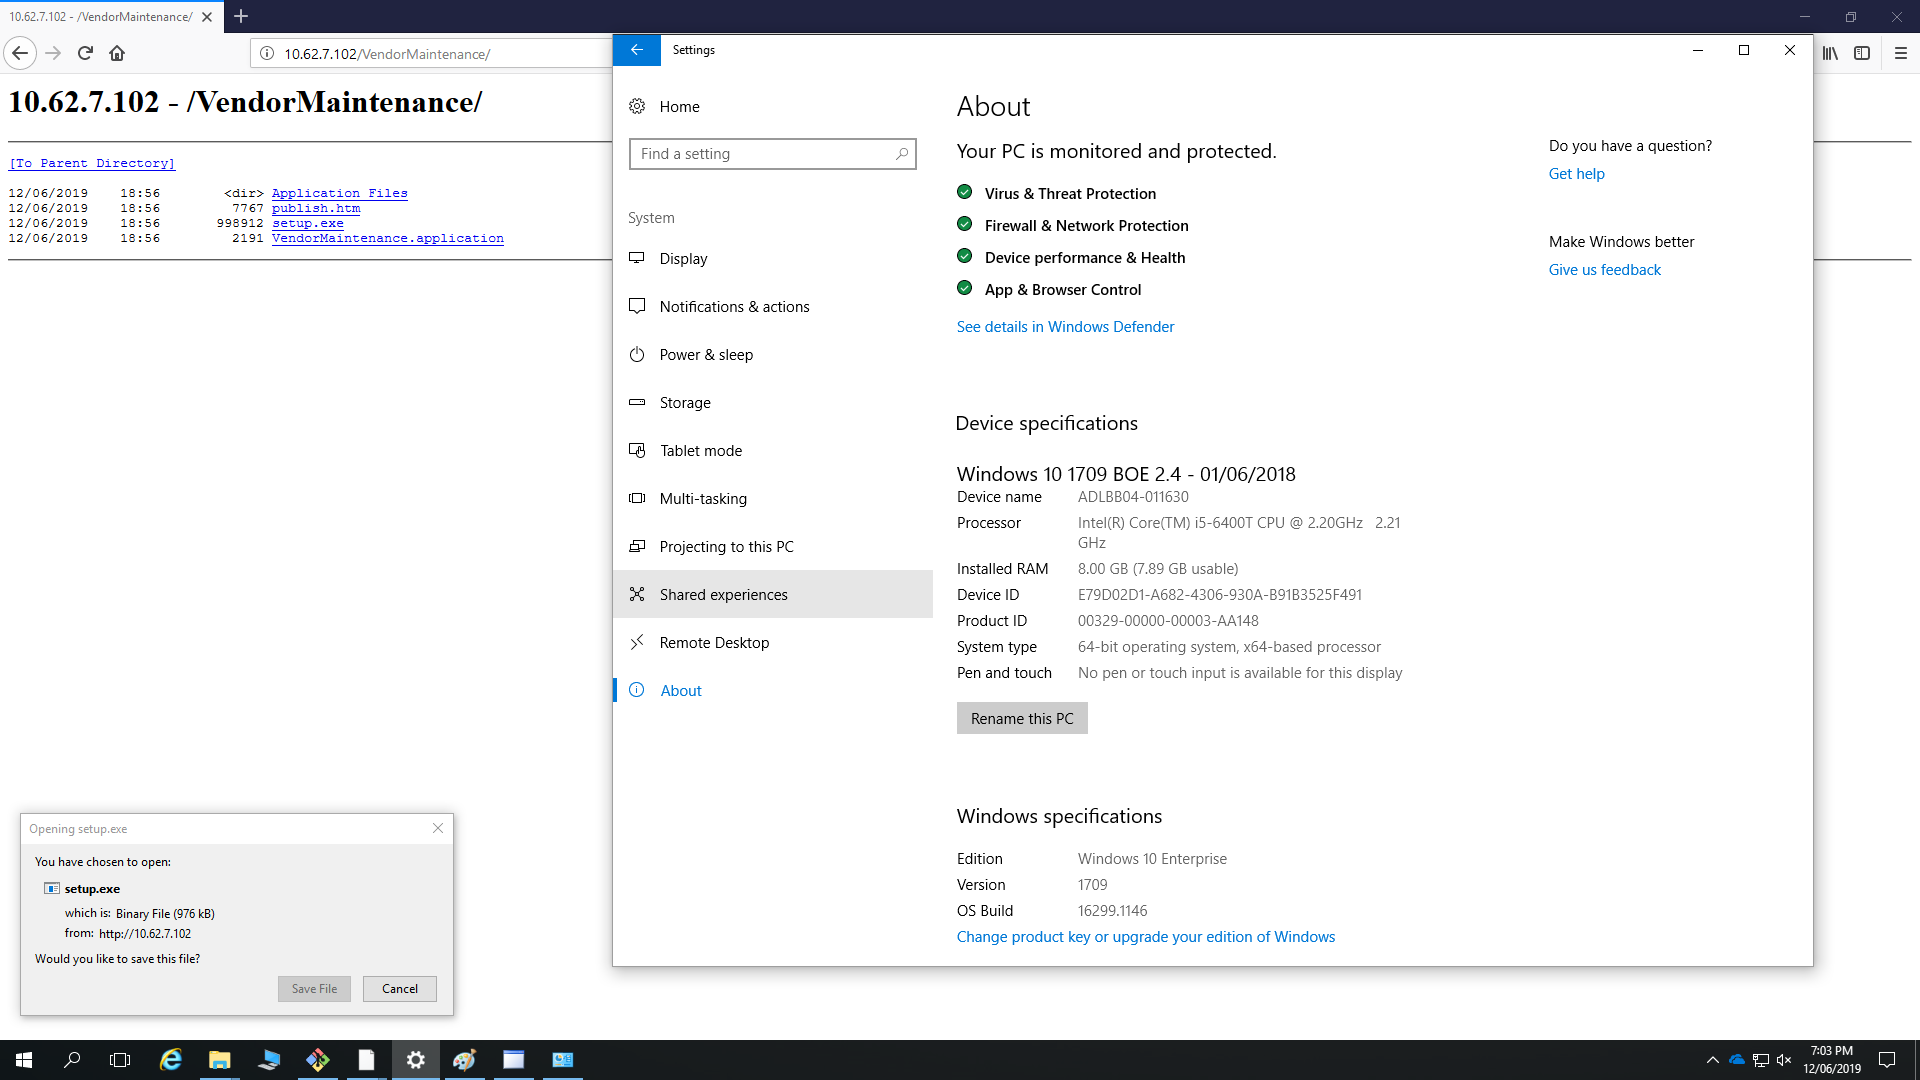 10.62.7.102 - /VendorMaintenance/
10.62.7.102/VendorMaintenance/
10.62.7.102 - /VendorMaintenance/
[To Parent Directory]
12/06/2019 18:56 <dir> Application Files
12/06/2019 18:56 7767 publish.htm
12/06/2019 18:56 998912 setup.exe
12/06/2019 18:56 2191 VendorMaintenance.application
Opening setup.exe
You have chosen to open:
setup.exe
which is: Binary File (976 kB)
from: http://10.62.7.102
Would you like to save this file?
Save File Cancel
Settings
Home
Find a setting
System
Display
Notifications & actions
Power & sleep
Storage
Tablet mode
Multi-tasking
Projecting to this PC
Shared experiences
Remote Desktop
About
About
Your PC is monitored and protected.
Virus & Threat Protection
Firewall & Network Protection
Device performance & Health
App & Browser Control
See details in Windows Defender
Device specifications
Windows 10 1709 BOE 2.4 - 01/06/2018
Device name ADLBB04-011630
Processor Intel(R) Core(TM) i5-6400T CPU @ 2.20GHz 2.21
GHz
Installed RAM 8.00 GB (7.89 GB usable)
Device ID E79D02D1-A682-4306-930A-B91B3525F491
Product ID 00329-00000-00003-AA148
System type 64-bit operating system, x64-based processor
Pen and touch No pen or touch input is available for this display
Rename this PC
Windows specifications
Edition Windows 10 Enterprise
Version 1709
OS Build 16299.1146
Change product key or upgrade your edition of Windows
Do you have a question?
Get help
Make Windows better
Give us feedback
7:03 PM
12/06/2019